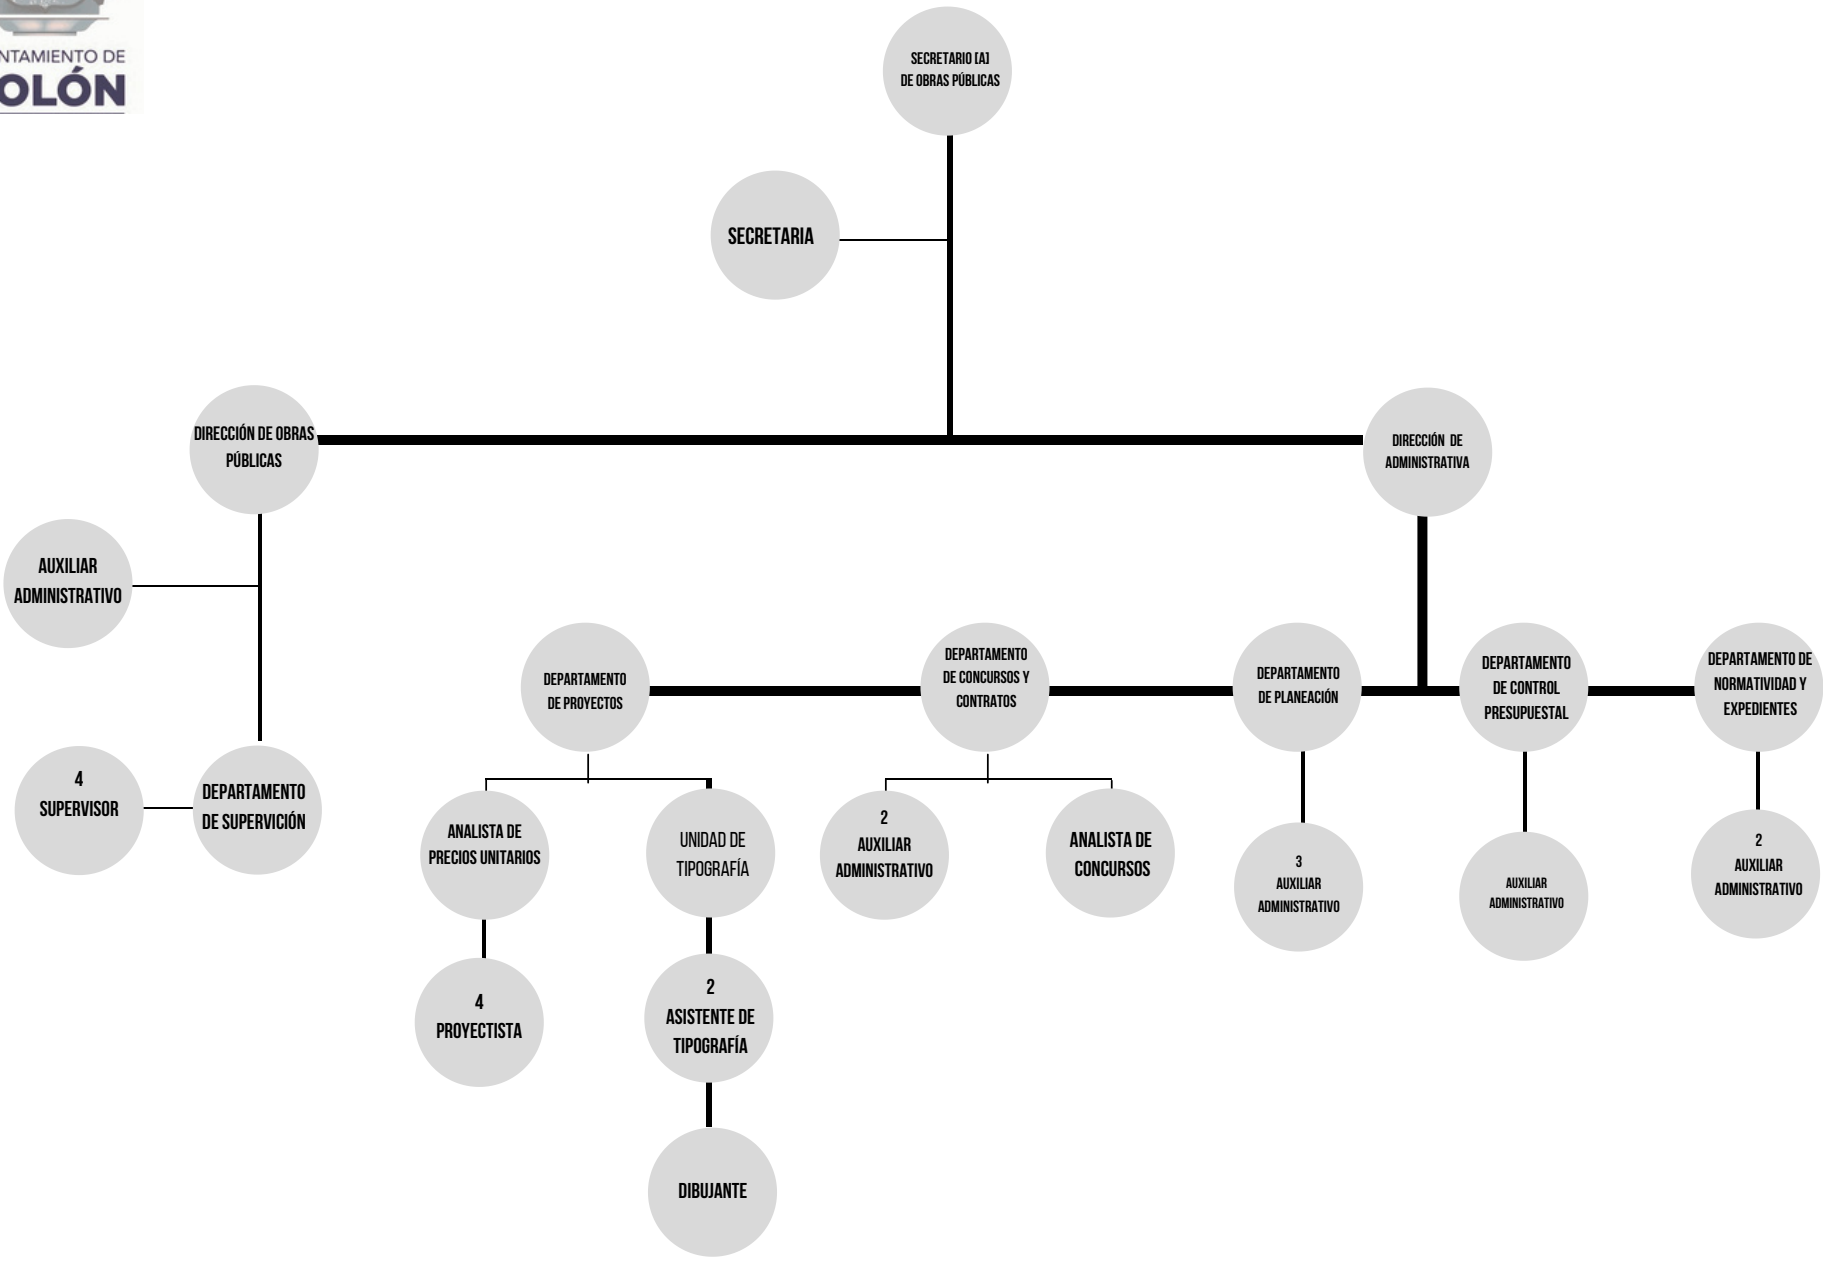 NTAMIENTO DE
OLÓN
SECRETARIO [A]
DE OBRAS PÚBLICAS
SECRETARIA
DIRECCIÓN DE OBRAS
PÚBLICAS
DIRECCIÓN DE
ADMINISTRATIVA
AUXILIAR
ADMINISTRATIVO
4
SUPERVISOR
DEPARTAMENTO
DE SUPERVICIÓN
DEPARTAMENTO
DE PROYECTOS
DEPARTAMENTO
DE CONCURSOS Y
CONTRATOS
DEPARTAMENTO
DE PLANEACIÓN
DEPARTAMENTO
DE CONTROL
PRESUPUESTAL
DEPARTAMENTO DE
NORMATIVIDAD Y
EXPEDIENTES
ANALISTA DE
PRECIOS UNITARIOS
UNIDAD DE
TIPOGRAFÍA
2
AUXILIAR
ADMINISTRATIVO
ANALISTA DE
CONCURSOS
3
AUXILIAR
ADMINISTRATIVO
AUXILIAR
ADMINISTRATIVO
2
AUXILIAR
ADMINISTRATIVO
4
PROYECTISTA
2
ASISTENTE DE
TIPOGRAFÍA
DIBUJANTE